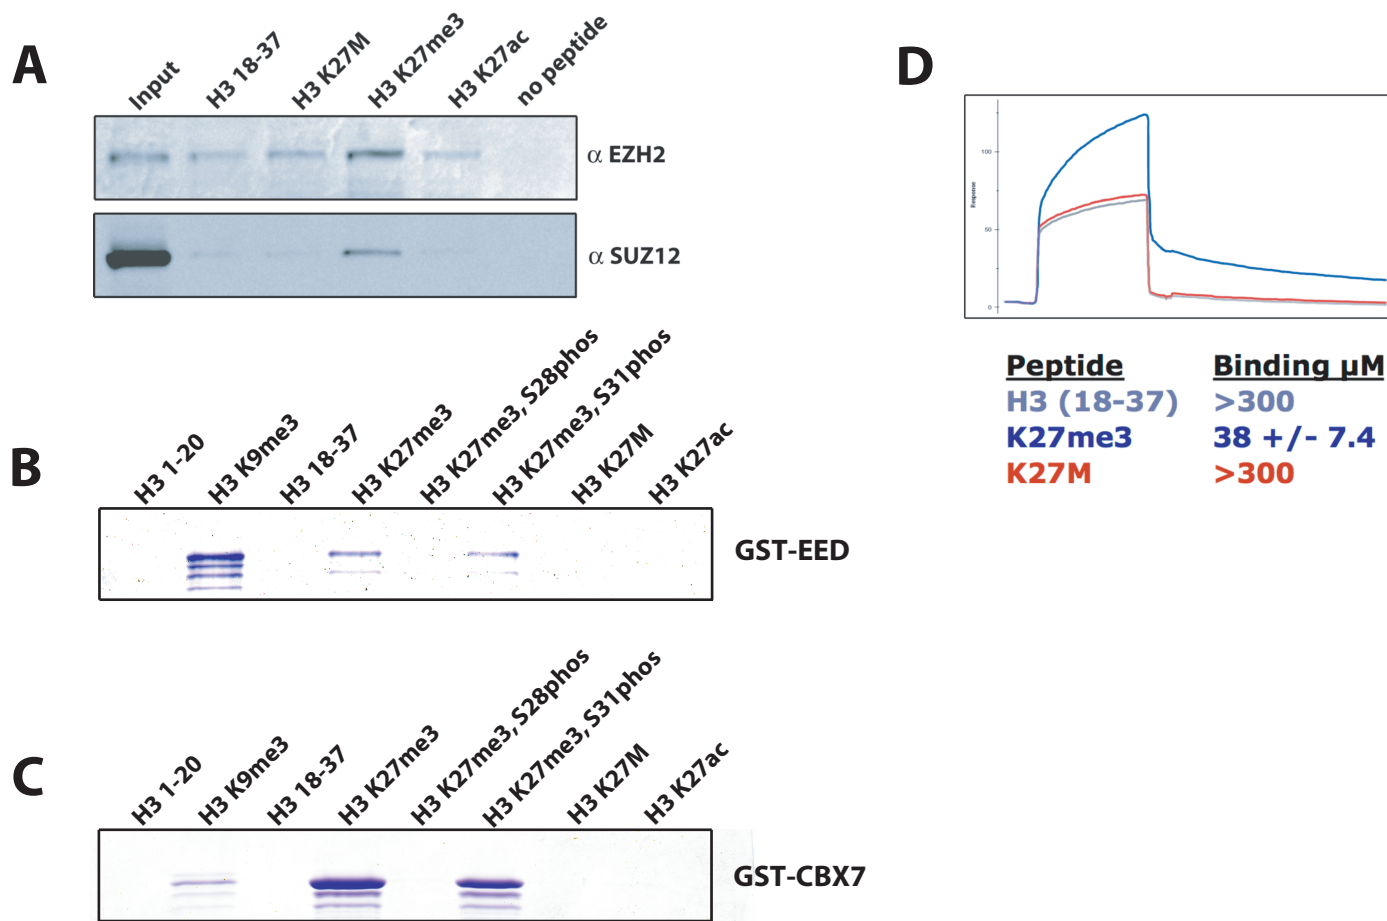 A
Input
H3 18-37
H3 K27M
H3 K27me3
H3 K27ac
no peptide
α EZH2
α SUZ12
B
H3 1-20
H3 K9me3
H3 18-37
H3 K27me3
H3 K27me3, S28phos
H3 K27me3, S31phos
H3 K27M
H3 K27ac
GST-EED
C
H3 1-20
H3 K9me3
H3 18-37
H3 K27me3
H3 K27me3, S28phos
H3 K27me3, S31phos
H3 K27M
H3 K27ac
GST-CBX7
D
Response
100
50
0
Peptide Binding µM
H3 (18-37) >300
K27me3 38 +/- 7.4
K27M >300